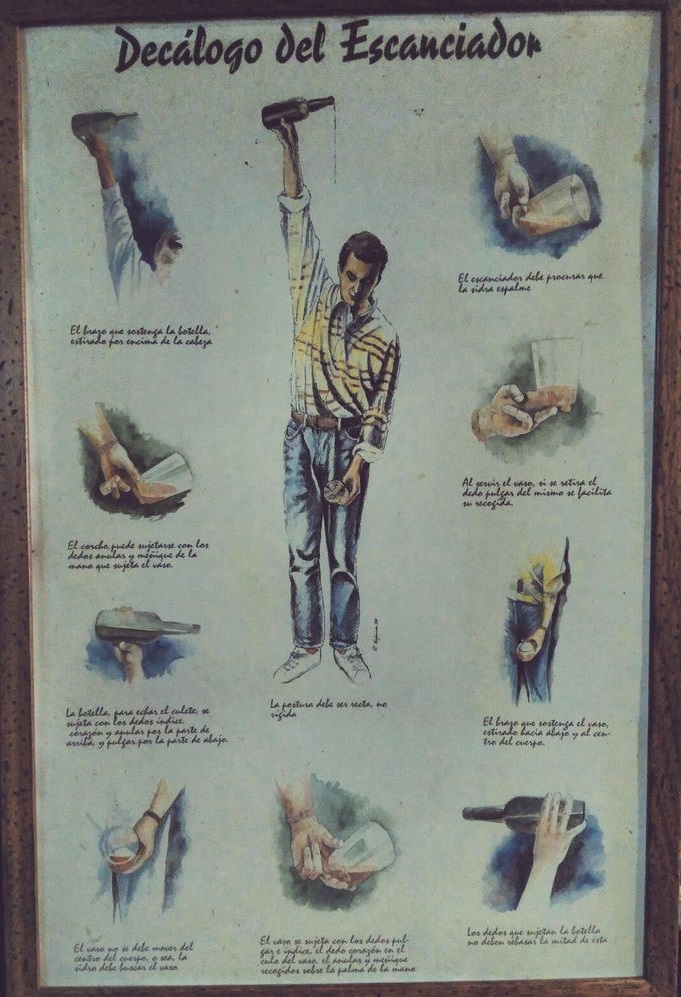 Decálogo del Escanciador
El brazo que sostenga la botella,
estirado por encima de la cabeza
El escanciador debe procurar que
la sidra espalme
El corcho puede sujetarse con los
dedos anular y meñique de la
mano que sujeta el vaso.
Al servir el vaso, si se retira el
dedo pulgar del mismo se facilita
su recogida.
La botella, para echar el culete, se
sujeta con los dedos índice,
corazón y anular por la parte de
arriba, y pulgar por la parte de abajo.
La postura debe ser recta, no
rígida
El brazo que sostenga el vaso,
estirado hacia abajo y al cen-
tro del cuerpo.
El vaso no se debe mover del
centro del cuerpo, o sea, la
sidra debe buscar el vaso
El vaso se sujeta con los dedos pul-
gar e índice, el dedo corazón en el
culo del vaso, el anular y meñique
recogidos sobre la palma de la mano
Los dedos que sujetan la botella
no deben rebasar la mitad de ésta